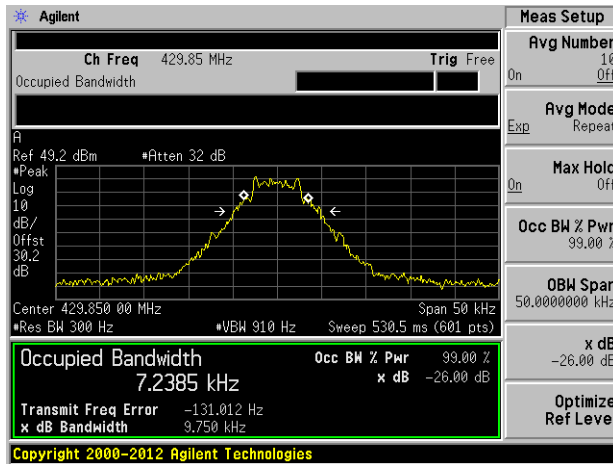 Agilent
Meas Setup
Ch Freq 429.85 MHz Trig Free
Occupied Bandwidth
Avg Number
10
On Off
Avg Mode
Exp Repeat
Max Hold
On Off
Occ BW % Pwr
99.00 %
OBW Span
50.0000000 kHz
x dB
-26.00 dB
Optimize
Ref Level
A
Ref 49.2 dBm #Atten 32 dB
#Peak
Log
10
dB/
Offst
30.2
dB
Center 429.850 00 MHz Span 50 kHz
#Res BW 300 Hz #VBW 910 Hz Sweep 530.5 ms (601 pts)
Occupied Bandwidth Occ BW % Pwr 99.00 %
7.2385 kHz x dB -26.00 dB
Transmit Freq Error -131.012 Hz
x dB Bandwidth 9.750 kHz
Copyright 2000-2012 Agilent Technologies